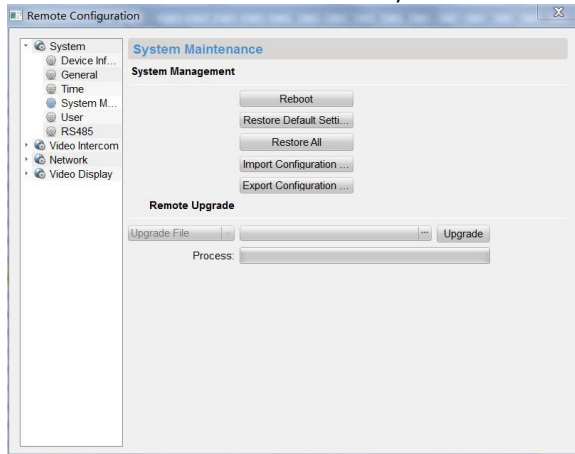 Remote Configuration
System
Device Inf...
General
Time
System M...
User
RS485
Video Intercom
Network
Video Display
System Maintenance
System Management
Reboot
Restore Default Setti...
Restore All
Import Configuration ...
Export Configuration ...
Remote Upgrade
Upgrade File
...
Upgrade
Process: